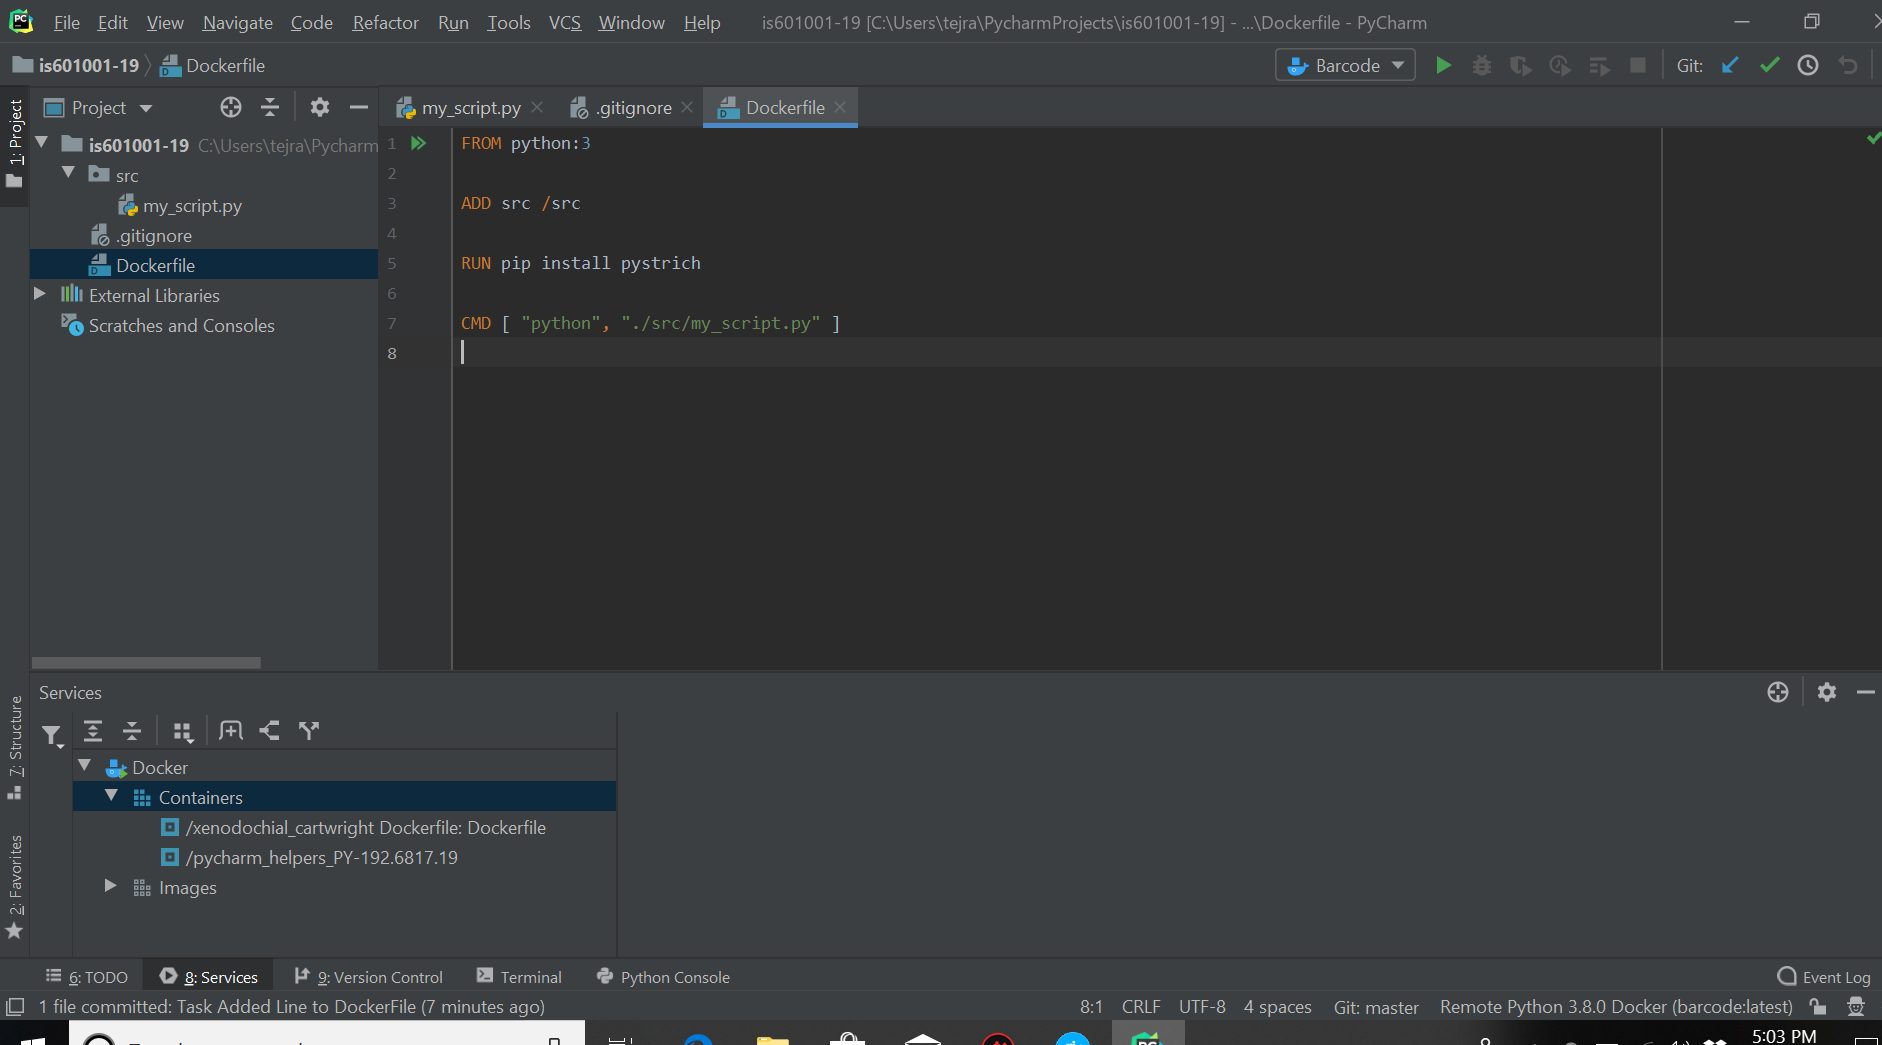 File Edit View Navigate Code Refactor Run Tools VCS Window Help is601001-19 [C:\Users\tejra\PycharmProjects\is601001-19] - ...\Dockerfile - PyCharm
is601001-19 Dockerfile Barcode Git:
1: Project
Project
my_script.py .gitignore Dockerfile
is601001-19 C:\Users\tejra\Pycharm
src
my_script.py
.gitignore
Dockerfile
External Libraries
Scratches and Consoles
1 FROM python:3
2
3 ADD src /src
4
5 RUN pip install pystrich
6
7 CMD [ "python", "./src/my_script.py" ]
8
Services
7: Structure
2: Favorites
Docker
Containers
/xenodochial_cartwright Dockerfile: Dockerfile
/pycharm_helpers_PY-192.6817.19
Images
6: TODO 8: Services 9: Version Control Terminal Python Console Event Log
1 file committed: Task Added Line to DockerFile (7 minutes ago) 8:1 CRLF UTF-8 4 spaces Git: master Remote Python 3.8.0 Docker (barcode:latest)
5:03 PM